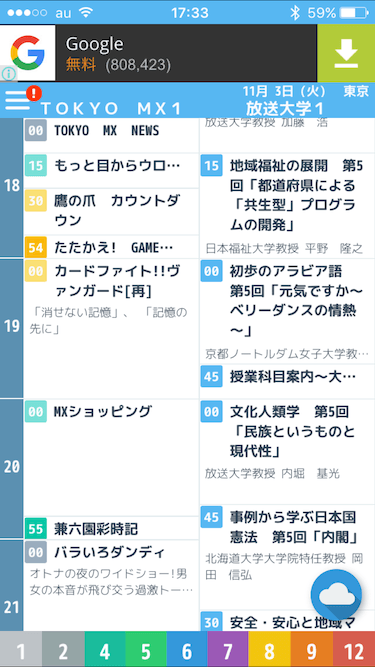 au 17:33 59%
Google
無料 (808,423)
11月 3日（火） 東京
TOKYO MX1
放送大学1
18
00 TOKYO MX NEWS
15 もっと目からウロ…
30 鷹の爪 カウントダ
ウン
54 たたかえ! GAME…
19
00 カードファイト!!ヴ
ァンガード[再]
「消せない記憶」、「記憶の
先に」
20
00 MXショッピング
55 兼六園彩時記
21
00 バラいろダンディ
オトナの夜のワイドショー!男
女の本音が飛び交う過激トー…
放送大学教授 加藤 浩
15 地域福祉の展開 第5
回「都道府県による
「共生型」プログラ
ムの開発」
日本福祉大学教授 平野 隆之
00 初歩のアラビア語
第5回「元気ですか～
ベリーダンスの情熱
～」
京都ノートルダム女子大学教…
45 授業科目案内～大…
00 文化人類学 第5回
「民族というものと
現代性」
放送大学教授 内堀 基光
45 事例から学ぶ日本国
憲法 第5回「内閣」
北海道大学大学院特任教授 岡
田 信弘
30 安全・安心と地域マ
1 2 4 5 6 7 8 9 12